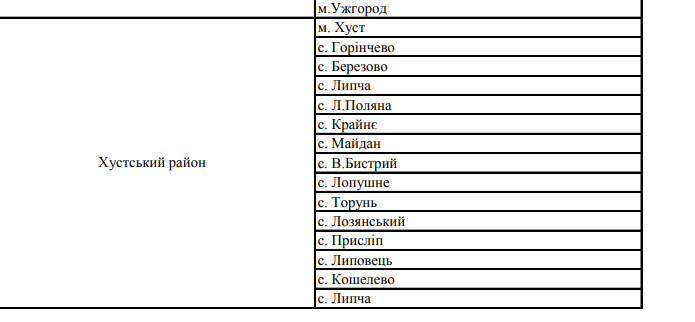 м.Ужгород
м. Хуст
с. Горінчево
с. Березово
с. Липча
с. Л.Поляна
с. Крайнє
с. Майдан
Хустський район
с. В.Бистрий
с. Лопушне
с. Торунь
с. Лозянський
с. Присліп
с. Липовець
с. Кошелево
с. Липча